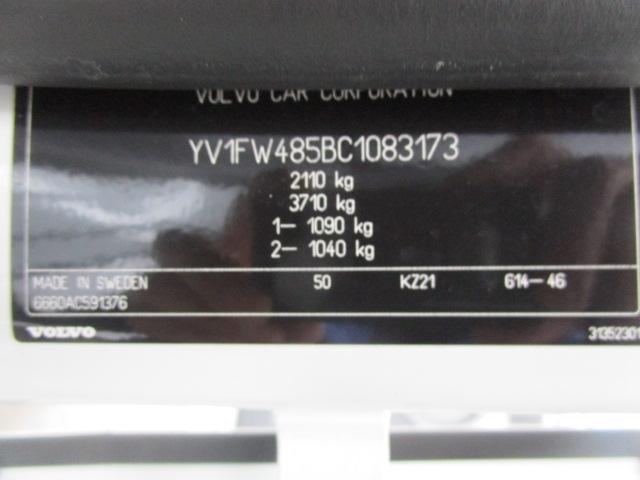 VOLVO CAR CORPORATION
YV1FW485BC1083173
2110 kg
3710 kg
1- 1090 kg
2- 1040 kg
MADE IN SWEDEN 50 KZ21 614-46
6660AC591376
VOLVO 31352301